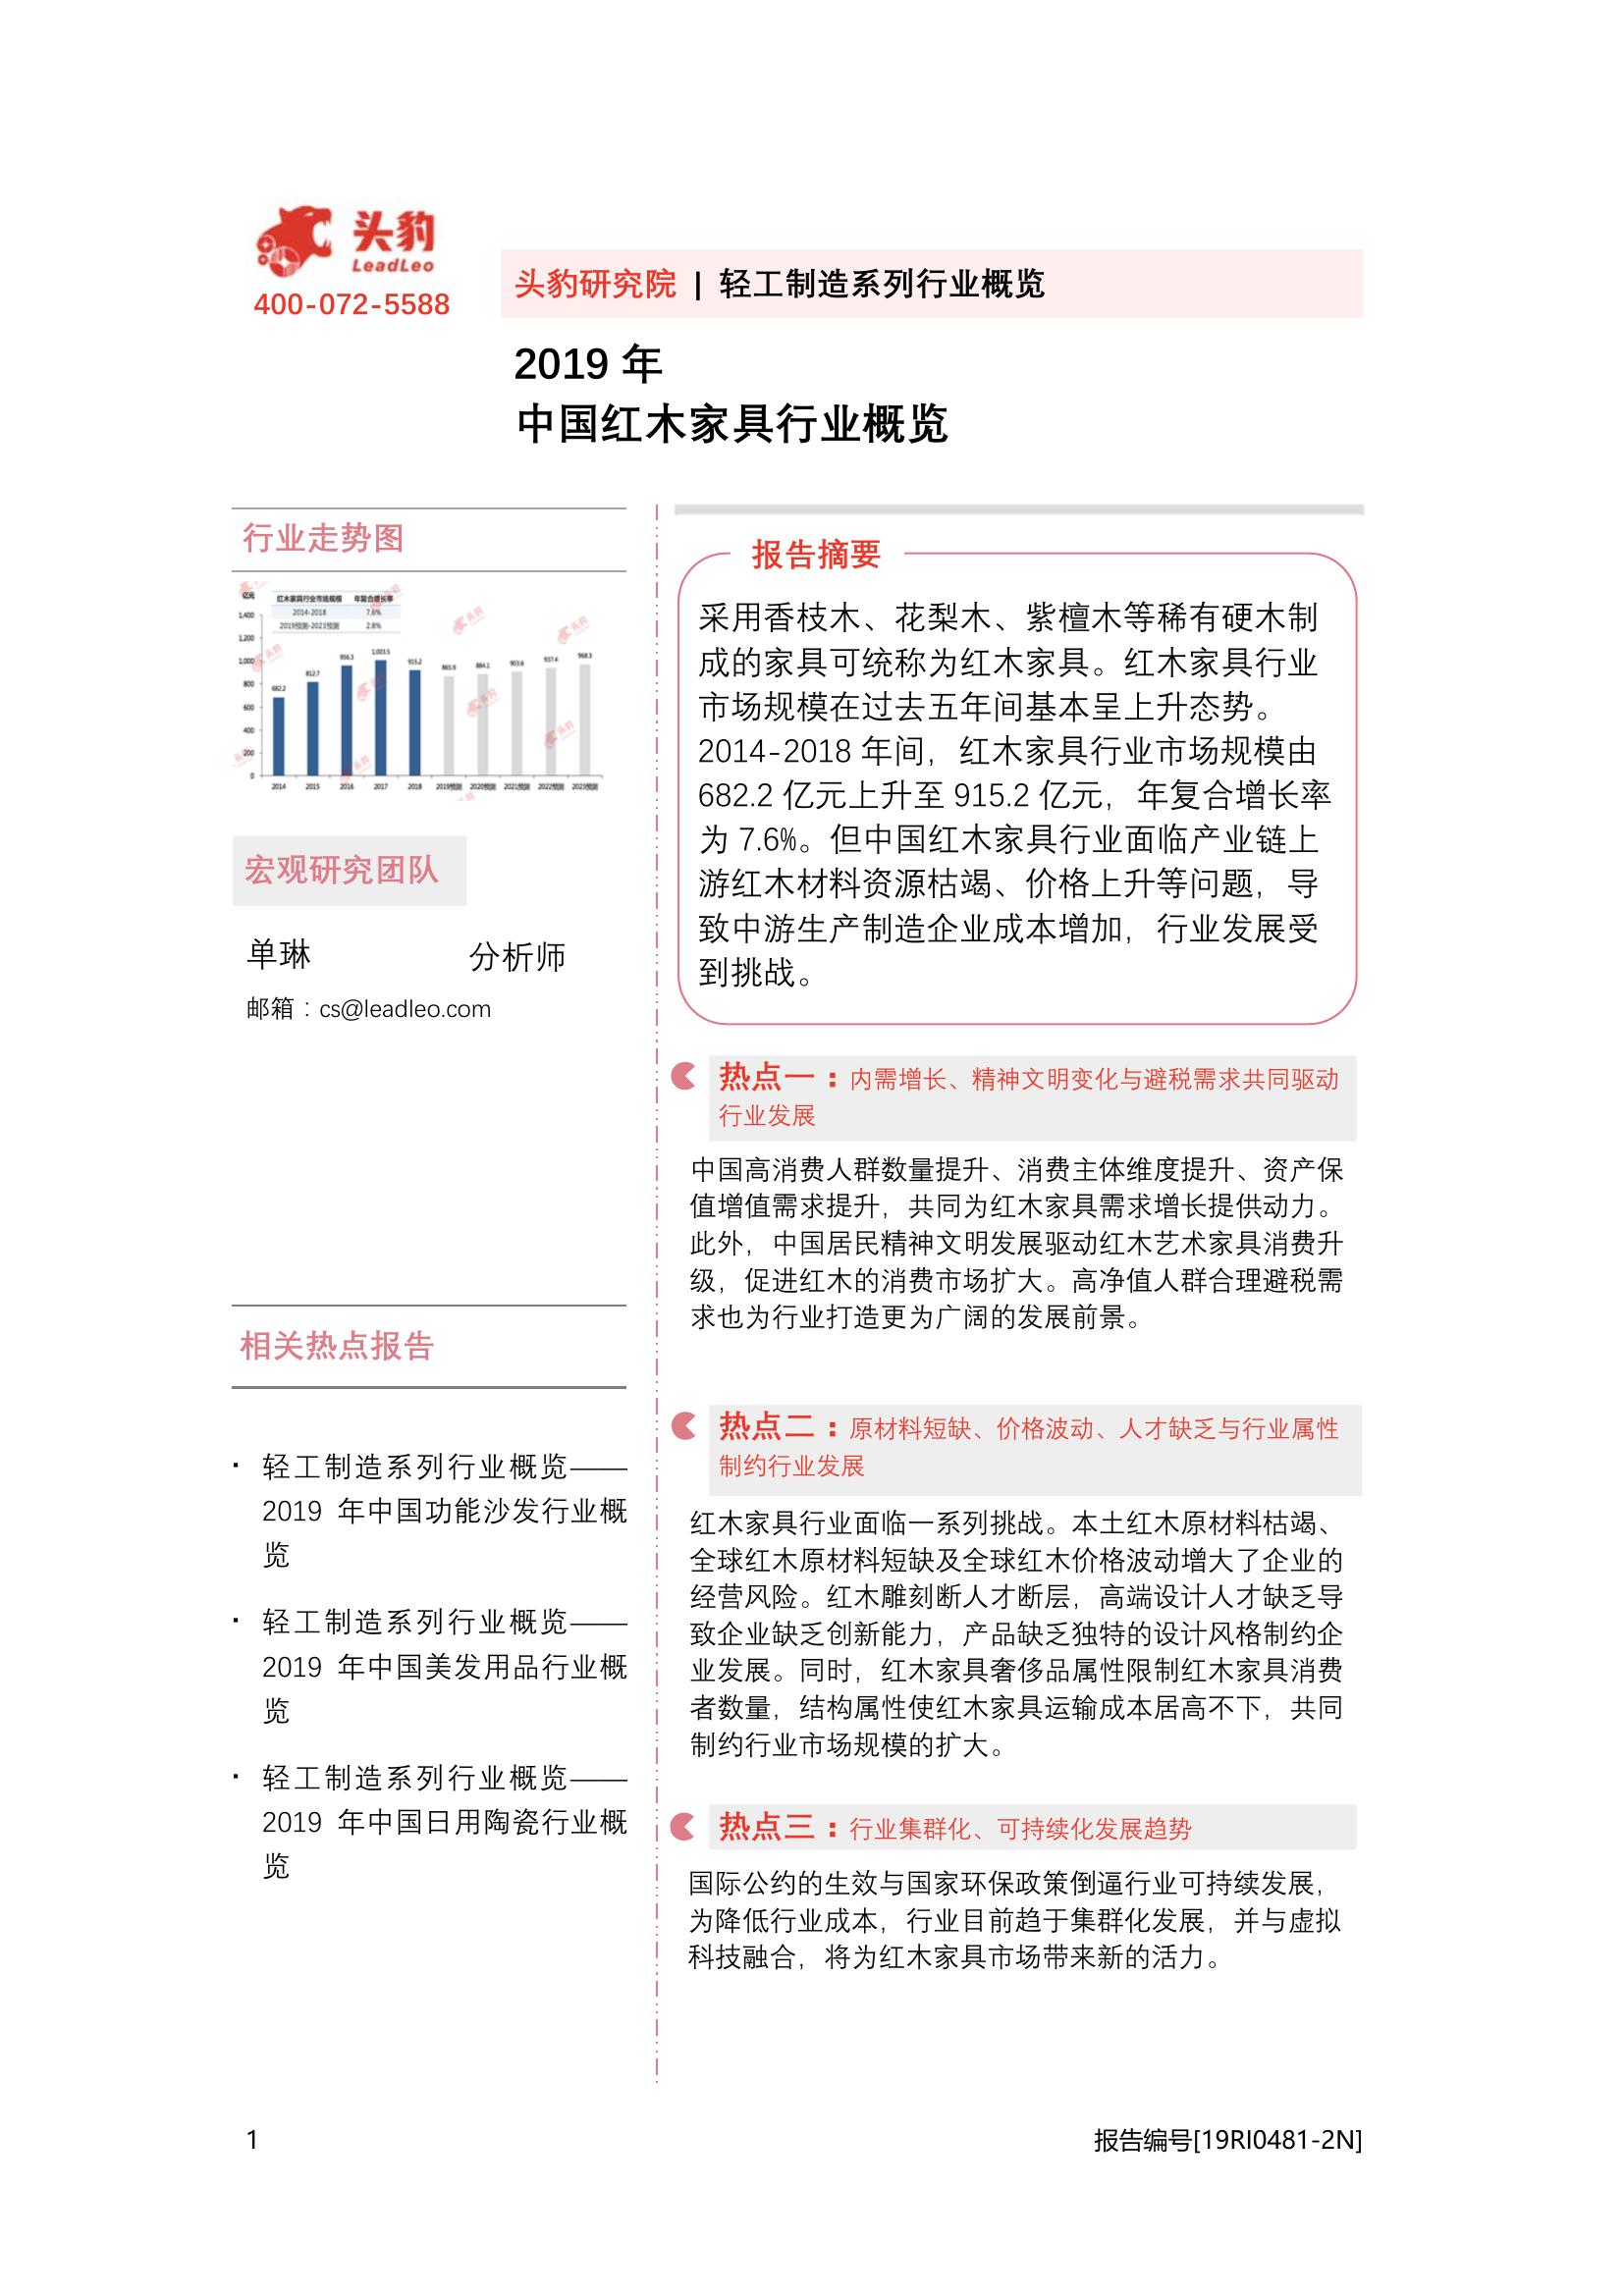 头豹
LeadLeo
400-072-5588
头豹研究院 | 轻工制造系列行业概览
2019 年
中国红木家具行业概览
行业走势图
亿元
红木家具行业市场规模 年复合增长率
2014-2018 7.6%
2019预测-2023预测 2.8%
1,400
1,200
1,000
800
600
400
200
0
682.2
812.7
956.3
1,003.5
915.2
865.9
884.1
903.6
937.4
968.3
2014 2015 2016 2017 2018 2019预测 2020预测 2021预测 2022预测 2023预测
宏观研究团队
单琳 分析师
邮箱：cs@leadleo.com
相关热点报告
· 轻工制造系列行业概览——
2019 年中国功能沙发行业概
览
· 轻工制造系列行业概览——
2019 年中国美发用品行业概
览
· 轻工制造系列行业概览——
2019 年中国日用陶瓷行业概
览
报告摘要
采用香枝木、花梨木、紫檀木等稀有硬木制
成的家具可统称为红木家具。红木家具行业
市场规模在过去五年间基本呈上升态势。
2014-2018 年间，红木家具行业市场规模由
682.2 亿元上升至 915.2 亿元，年复合增长率
为 7.6%。但中国红木家具行业面临产业链上
游红木材料资源枯竭、价格上升等问题，导
致中游生产制造企业成本增加，行业发展受
到挑战。
热点一：内需增长、精神文明变化与避税需求共同驱动
行业发展
中国高消费人群数量提升、消费主体维度提升、资产保
值增值需求提升，共同为红木家具需求增长提供动力。
此外，中国居民精神文明发展驱动红木艺术家具消费升
级，促进红木的消费市场扩大。高净值人群合理避税需
求也为行业打造更为广阔的发展前景。
热点二：原材料短缺、价格波动、人才缺乏与行业属性
制约行业发展
红木家具行业面临一系列挑战。本土红木原材料枯竭、
全球红木原材料短缺及全球红木价格波动增大了企业的
经营风险。红木雕刻断人才断层，高端设计人才缺乏导
致企业缺乏创新能力，产品缺乏独特的设计风格制约企
业发展。同时，红木家具奢侈品属性限制红木家具消费
者数量，结构属性使红木家具运输成本居高不下，共同
制约行业市场规模的扩大。
热点三：行业集群化、可持续化发展趋势
国际公约的生效与国家环保政策倒逼行业可持续发展，
为降低行业成本，行业目前趋于集群化发展，并与虚拟
科技融合，将为红木家具市场带来新的活力。
1
报告编号[19RI0481-2N]